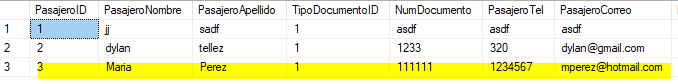 PasajeroID PasajeroNombre PasajeroApellido TipoDocumentoID NumDocumento PasajeroTel PasajeroCorreo
1 1 jj sadf 1 asdf asdf asdf
2 2 dylan tellez 1 1233 320 dylan@gmail.com
3 3 Maria Perez 1 111111 1234567 mperez@hotmail.com